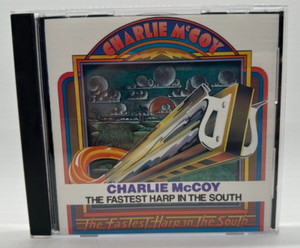 CHARLIE McCOY
CHARLIE McCOY
THE FASTEST HARP IN THE SOUTH
The Fastest Harp in the South